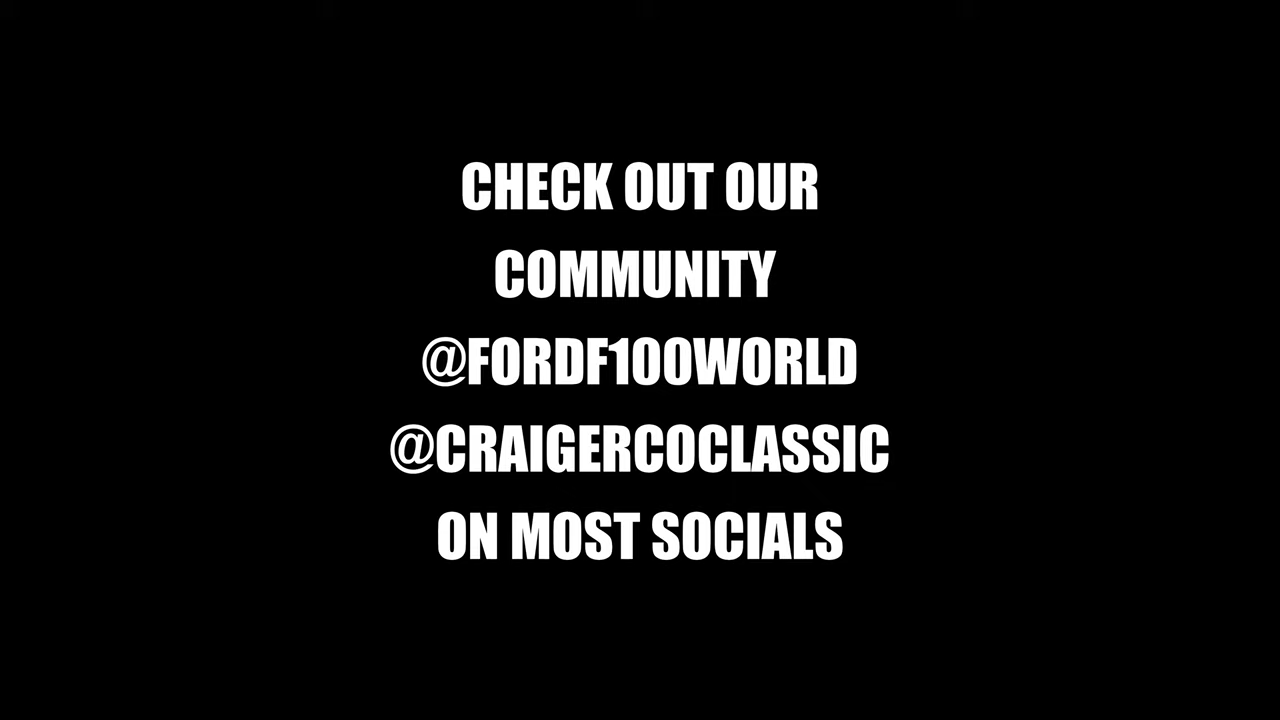 CHECK OUT OUR
COMMUNITY
@FORDF100WORLD
@CRAIGERCOCLASSIC
ON MOST SOCIALS